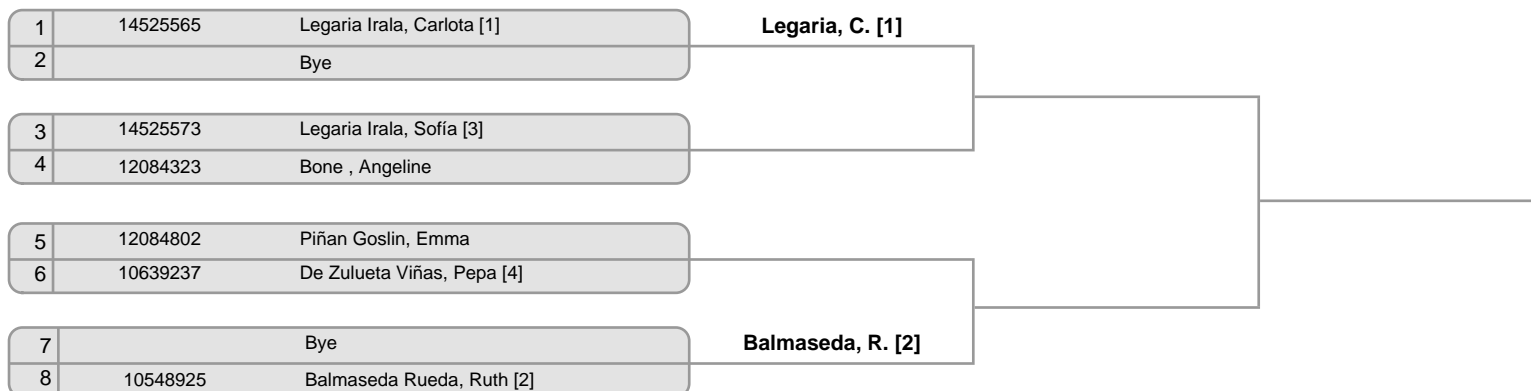 1 14525565 Legaria Irala, Carlota [1] Legaria, C. [1]
2 Bye
3 14525573 Legaria Irala, Sofía [3]
4 12084323 Bone , Angeline
5 12084802 Piñan Goslin, Emma
6 10639237 De Zulueta Viñas, Pepa [4]
7 Bye Balmaseda, R. [2]
8 10548925 Balmaseda Rueda, Ruth [2]